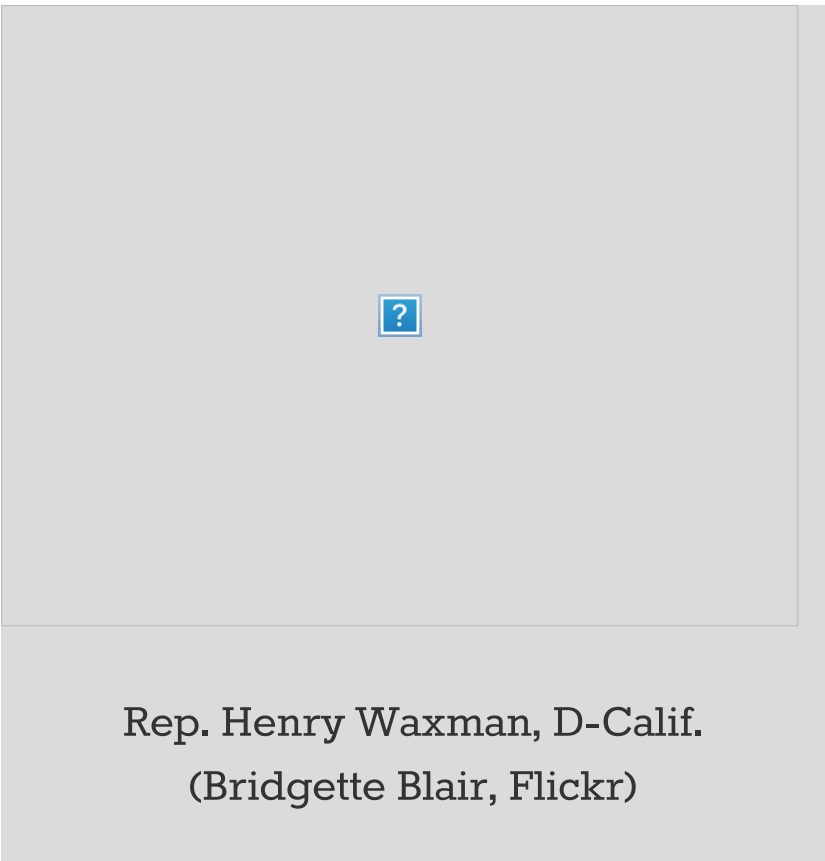 ?
Rep. Henry Waxman, D-Calif.
(Bridgette Blair, Flickr)